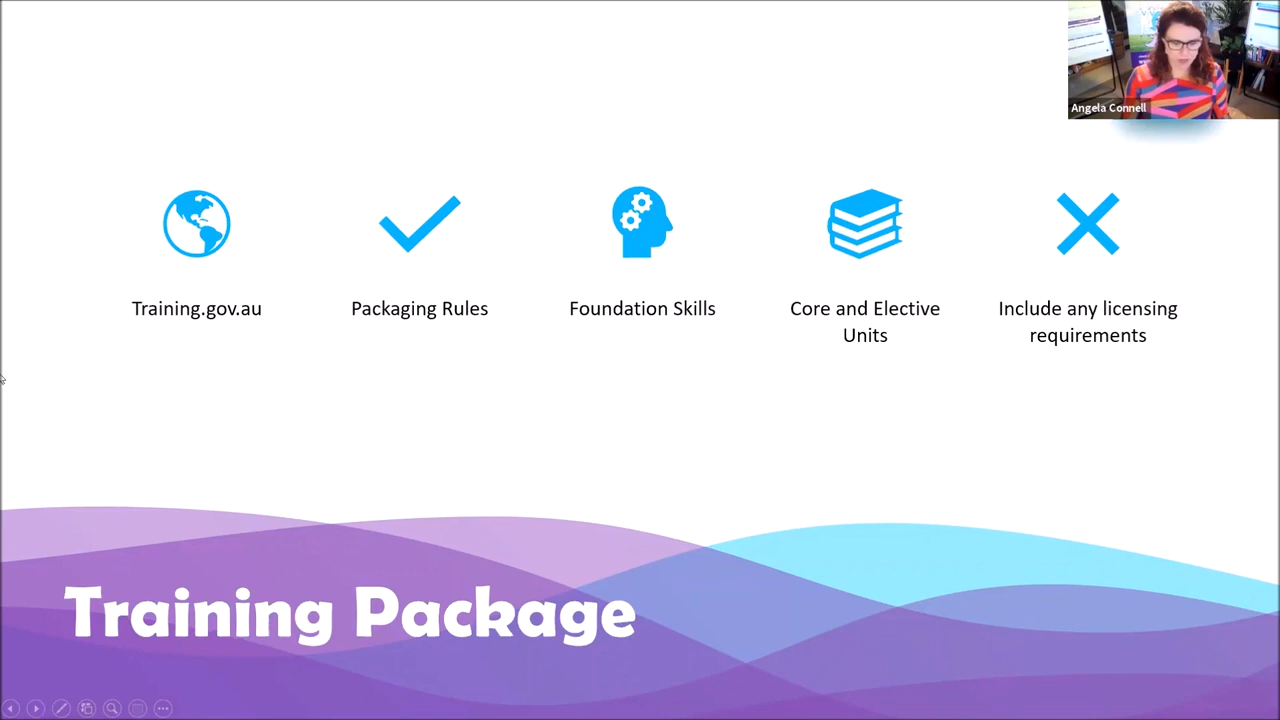 Angela Connell
Training.gov.au
Packaging Rules
Foundation Skills
Core and Elective
Units
Include any licensing
requirements
Training Package